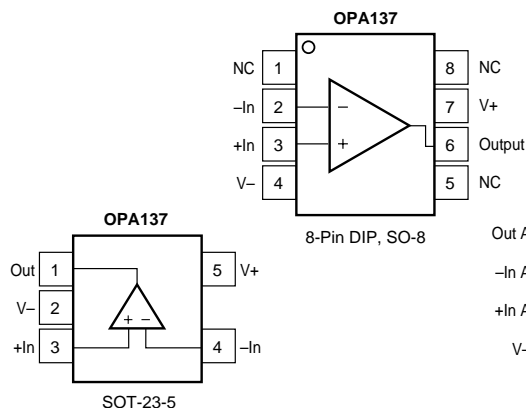 OPA137
NC 1 8 NC
–In 2 – 7 V+
+In 3 + 6 Output
V– 4 5 NC
8-Pin DIP, SO-8
OPA137
Out 1 5 V+
V– 2
+ –
+In 3 4 –In
SOT-23-5
Out A
–In A
+In A
V–